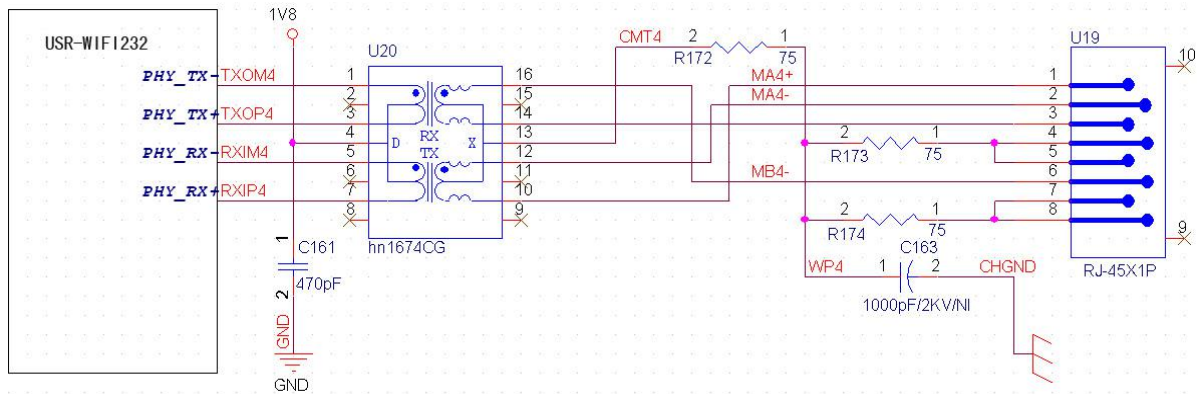 1V8
USR-WIFI232
U20
CMT4
2
1
R172
75
U19
10
PHY_TX-
TXOM4
1
16
MA4+
1
2
15
MA4-
2
PHY_TX+
TXOP4
3
14
3
4
D
RX
X
13
2
1
4
PHY_RX-
RXIM4
5
TX
12
R173
75
5
6
11
MB4-
6
PHY_RX+
RXIP4
7
10
7
8
9
2
1
8
hn1674CG
R174
75
9
1
C161
C163
RJ-45X1P
470pF
WP4
1
2
CHGND
2
1000pF/2KV/NI
GND
GND